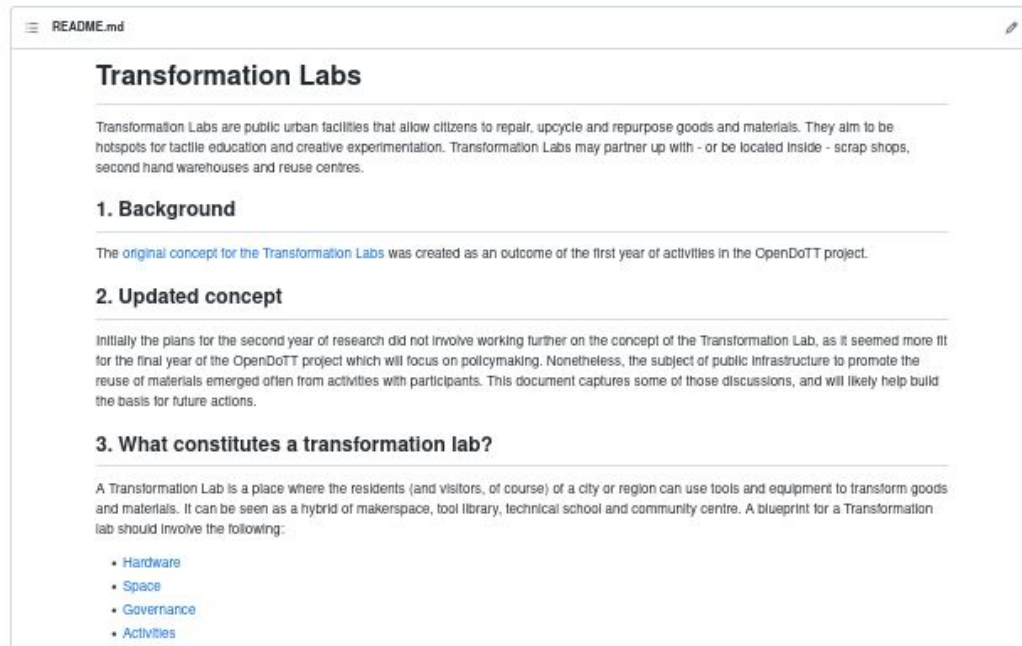 README.md
Transformation Labs
Transformation Labs are public urban facilities that allow citizens to repair, upcycle and repurpose goods and materials. They aim to be
hotspots for tactile education and creative experimentation. Transformation Labs may partner up with - or be located inside - scrap shops,
second hand warehouses and reuse centres.
1. Background
The original concept for the Transformation Labs was created as an outcome of the first year of activities in the OpenDoTT project.
2. Updated concept
Initially the plans for the second year of research did not involve working further on the concept of the Transformation Lab, as it seemed more fit
for the final year of the OpenDoTT project which will focus on policymaking. Nonetheless, the subject of public infrastructure to promote the
reuse of materials emerged often from activities with participants. This document captures some of those discussions, and will likely help build
the basis for future actions.
3. What constitutes a transformation lab?
A Transformation Lab is a place where the residents (and visitors, of course) of a city or region can use tools and equipment to transform goods
and materials. It can be seen as a hybrid of makerspace, tool library, technical school and community centre. A blueprint for a Transformation
lab should involve the following:
• Hardware
• Space
• Governance
• Activities